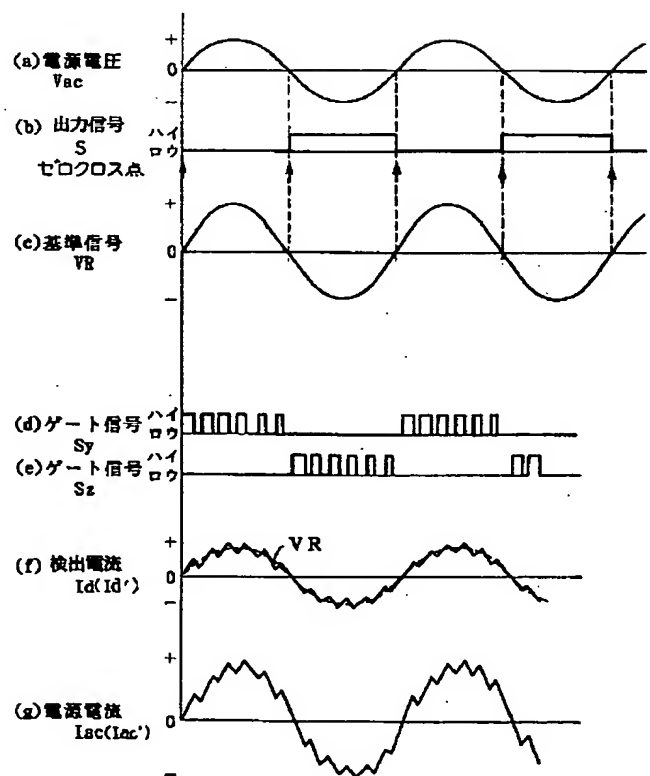 +
(a)電源電圧 0
Vac
−
(b) 出力信号 ハイ
S ロウ
ゼロクロス点
+
(c)基準信号 0
VR
−
(d)ゲート信号 ハイ
Sy ロウ
(e)ゲート信号 ハイ
Sz ロウ
+ VR
(f) 検出電流 0
Id(Id′) −
+
(g)電源電流 0
Iac(Iac′)
−